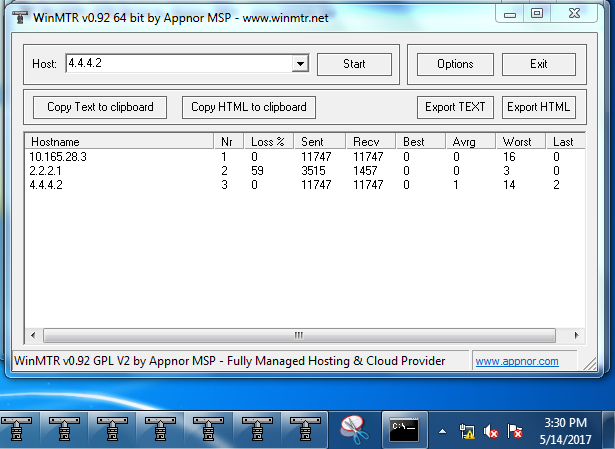 WinMTR v0.92 64 bit by Appnor MSP - www.winmtr.net
Host: 4.4.4.2 Start Options Exit
Copy Text to clipboard Copy HTML to clipboard Export TEXT Export HTML
Hostname Nr Loss % Sent Recv Best Avrg Worst Last
10.165.28.3 1 0 11747 11747 0 0 16 0
2.2.2.1 2 59 3515 1457 0 0 3 0
4.4.4.2 3 0 11747 11747 0 1 14 2
WinMTR v0.92 GPL V2 by Appnor MSP - Fully Managed Hosting & Cloud Provider www.appnor.com
C:\.
3:30 PM
5/14/2017